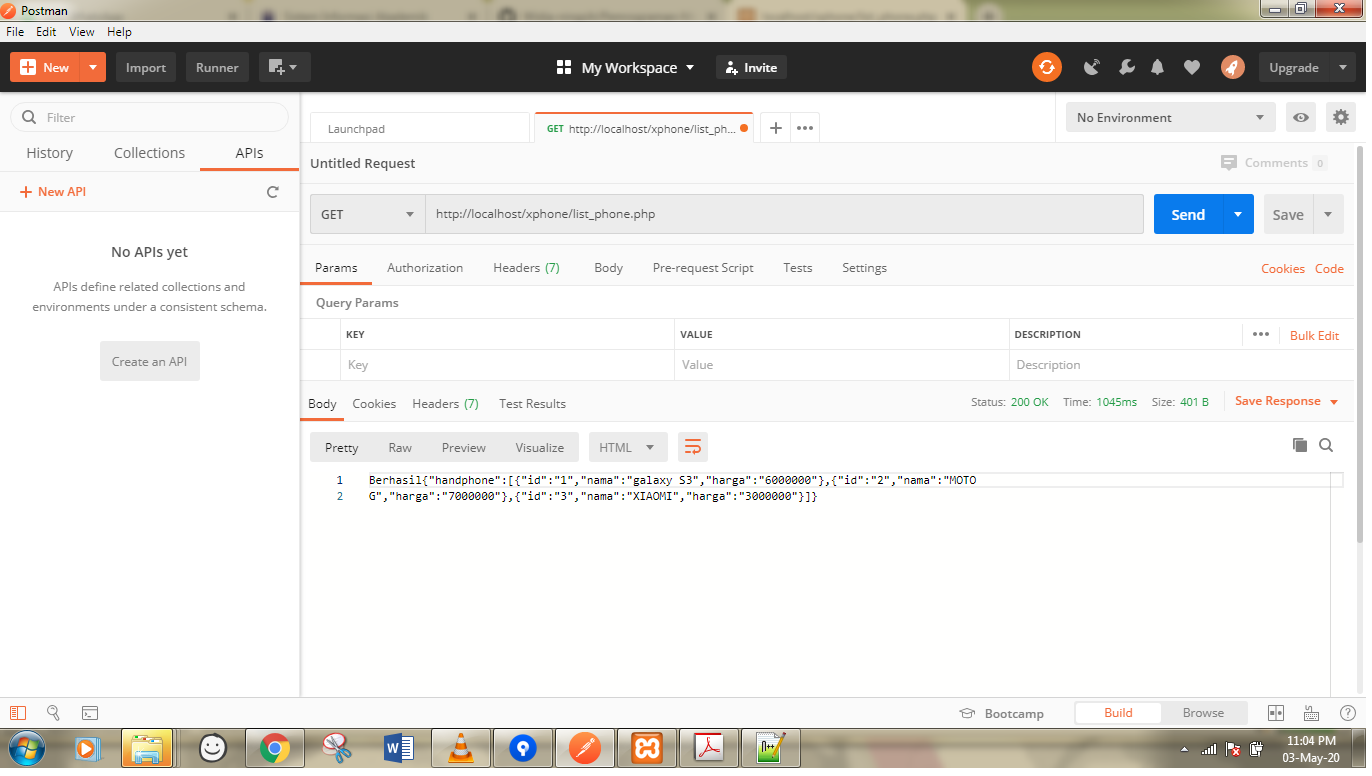 Postman
File Edit View Help
New Import Runner My Workspace Invite Upgrade
Filter
History Collections APIs
New API
No APIs yet
APIs define related collections and
environments under a consistent schema.
Create an API
Launchpad GET http://localhost/xphone/list_ph... No Environment
Untitled Request Comments 0
GET http://localhost/xphone/list_phone.php Send Save
Params Authorization Headers (7) Body Pre-request Script Tests Settings Cookies Code
Query Params
KEY VALUE DESCRIPTION Bulk Edit
Key Value Description
Body Cookies Headers (7) Test Results Status: 200 OK Time: 1045ms Size: 401 B Save Response
Pretty Raw Preview Visualize HTML
1 Berhasil{"handphone":[{"id":"1","nama":"galaxy S3","harga":"6000000"},{"id":"2","nama":"MOTO
2 G","harga":"7000000"},{"id":"3","nama":"XIAOMI","harga":"3000000"}]}
Bootcamp Build Browse
11:04 PM
03-May-20